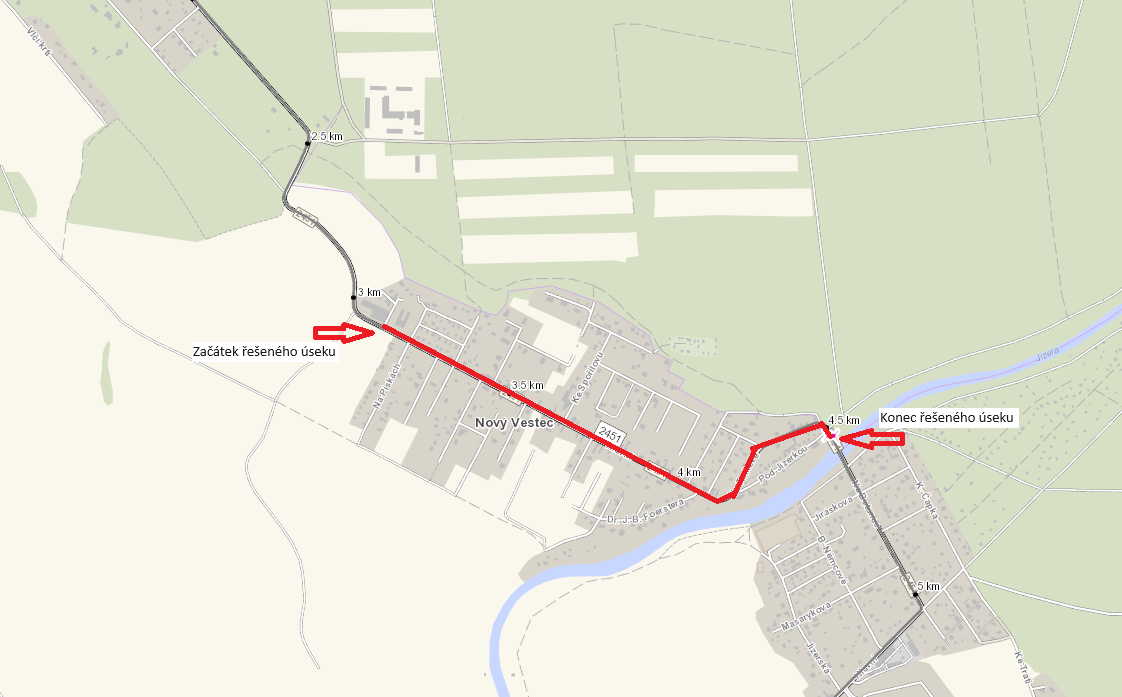 Vlčí krk
2.5 km
2451
3 km
Začátek řešeného úseku
Na Pískách
3.5 km
Ke Spořilovu
Nový Vestec
2451
4 km
4.5 km
Konec řešeného úseku
Jizera
Pod Jizerkou
Dr. J. B. Foerstera
Jiráskova
K. Čapka
B. Němcové
5 km
Masarykova
Jizerská
Ke Trati